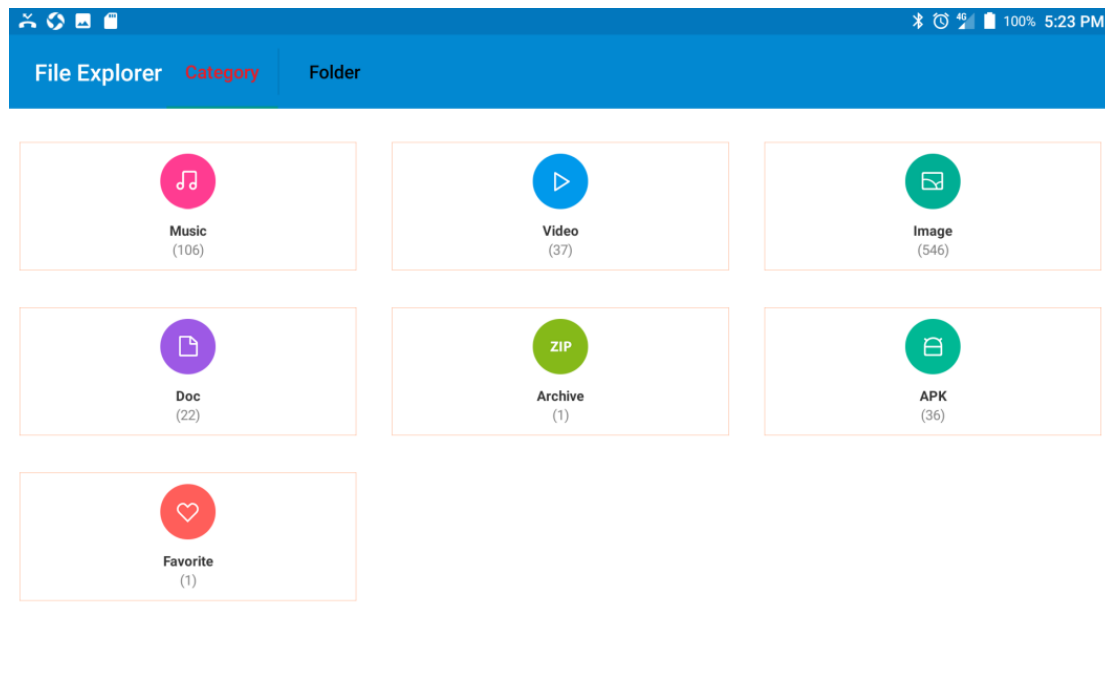 4G 100% 5:23 PM
File Explorer Category Folder
Music
(106)
Video
(37)
Image
(546)
Doc
(22)
ZIP
Archive
(1)
APK
(36)
Favorite
(1)